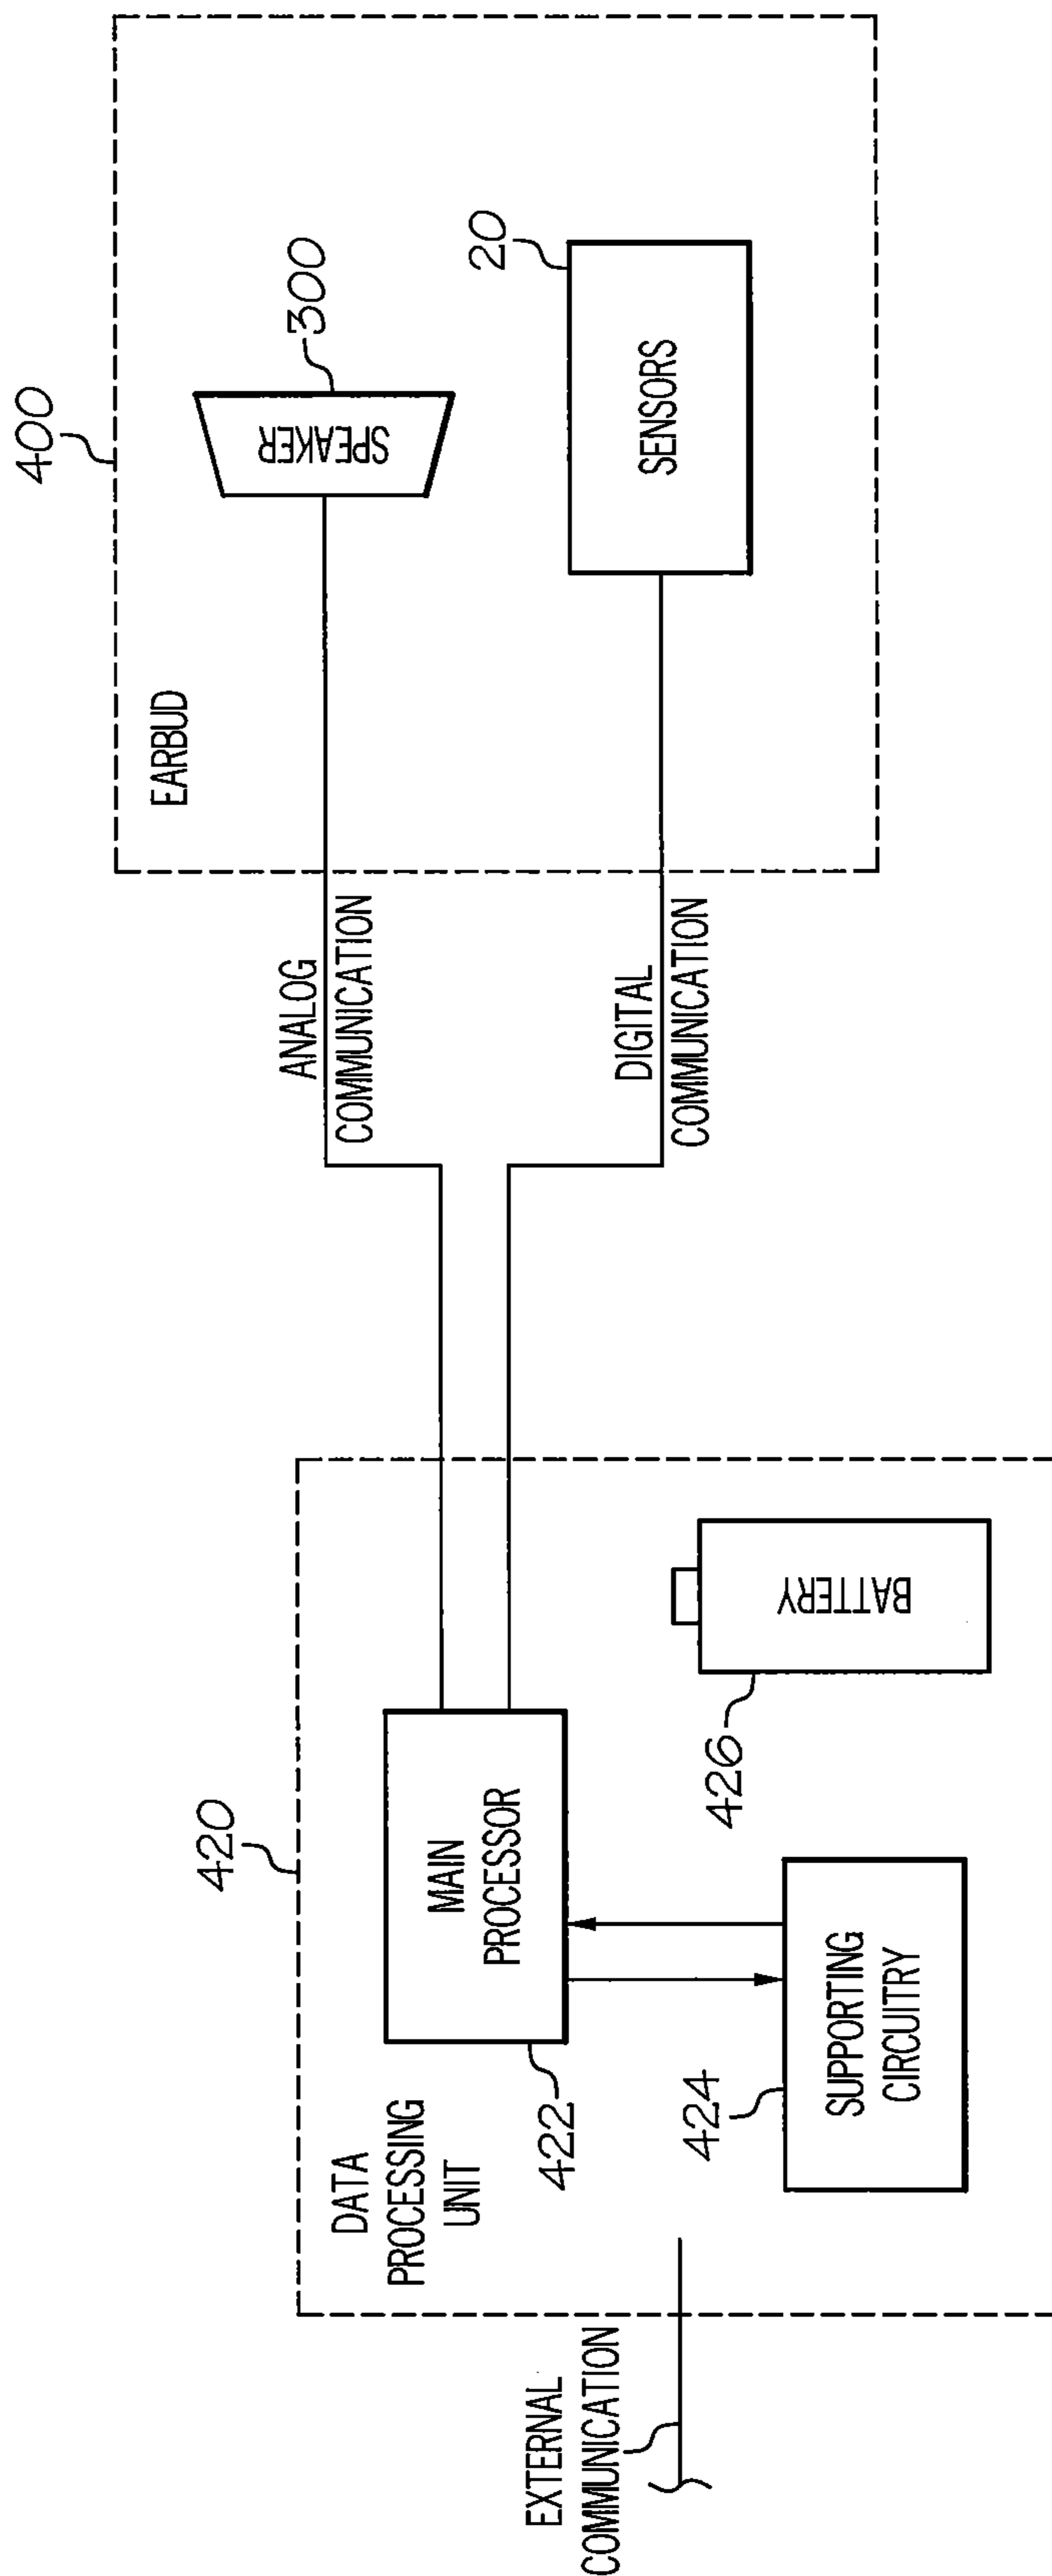 400
EARBUD
300
SPEAKER
20
SENSORS
ANALOG
COMMUNICATION
DIGITAL
COMMUNICATION
420
DATA
PROCESSING
UNIT
MAIN
PROCESSOR
422
424
SUPPORTING
CIRCUITRY
426
BATTERY
EXTERNAL
COMMUNICATION